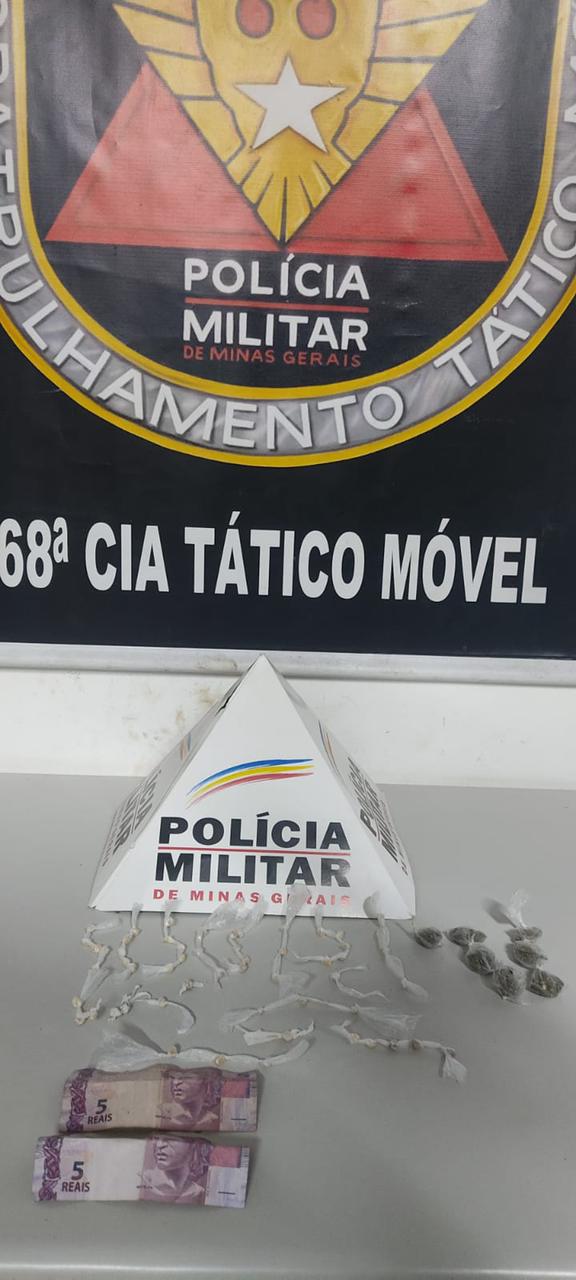 PATRULHAMENTO TÁTICO
POLÍCIA
MILITAR
DE MINAS GERAIS
68ª CIA TÁTICO MÓVEL
POLÍCIA
MILITAR
DE MINAS GERAIS
5
REAIS
5
REAIS